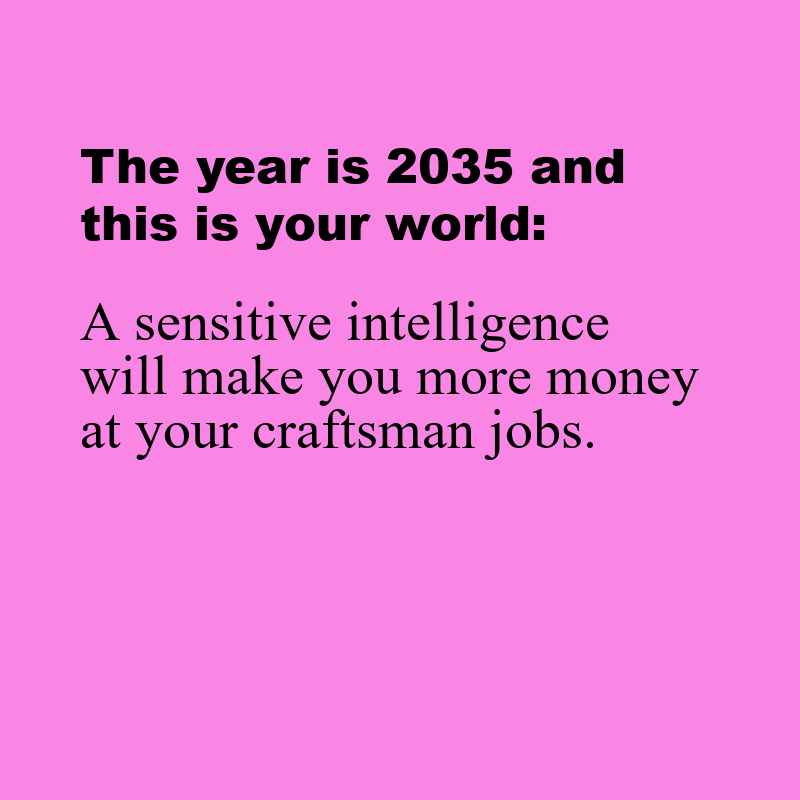 The year is 2035 and
this is your world:
A sensitive intelligence
will make you more money
at your craftsman jobs.